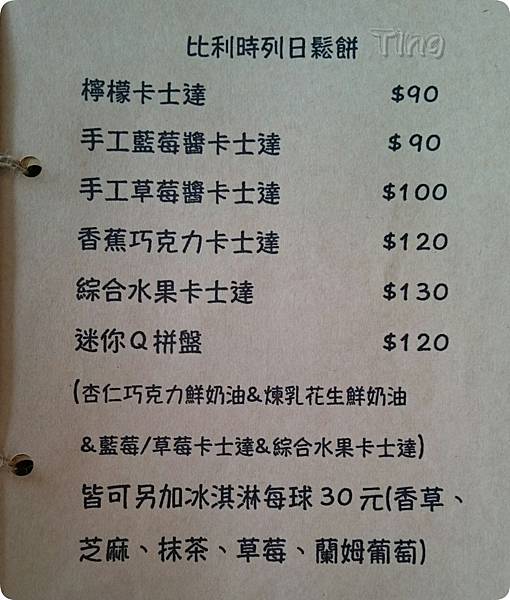 比利時列日鬆餅 Ting
檸檬卡士達 $90
手工藍莓醬卡士達 $90
手工草莓醬卡士達 $100
香蕉巧克力卡士達 $120
綜合水果卡士達 $130
迷你Q拼盤 $120
(杏仁巧克力鮮奶油&煉乳花生鮮奶油
&藍莓/草莓卡士達&綜合水果卡士達)
皆可另加冰淇淋每球30元(香草、
芝麻、抹茶、草莓、蘭姆葡萄)